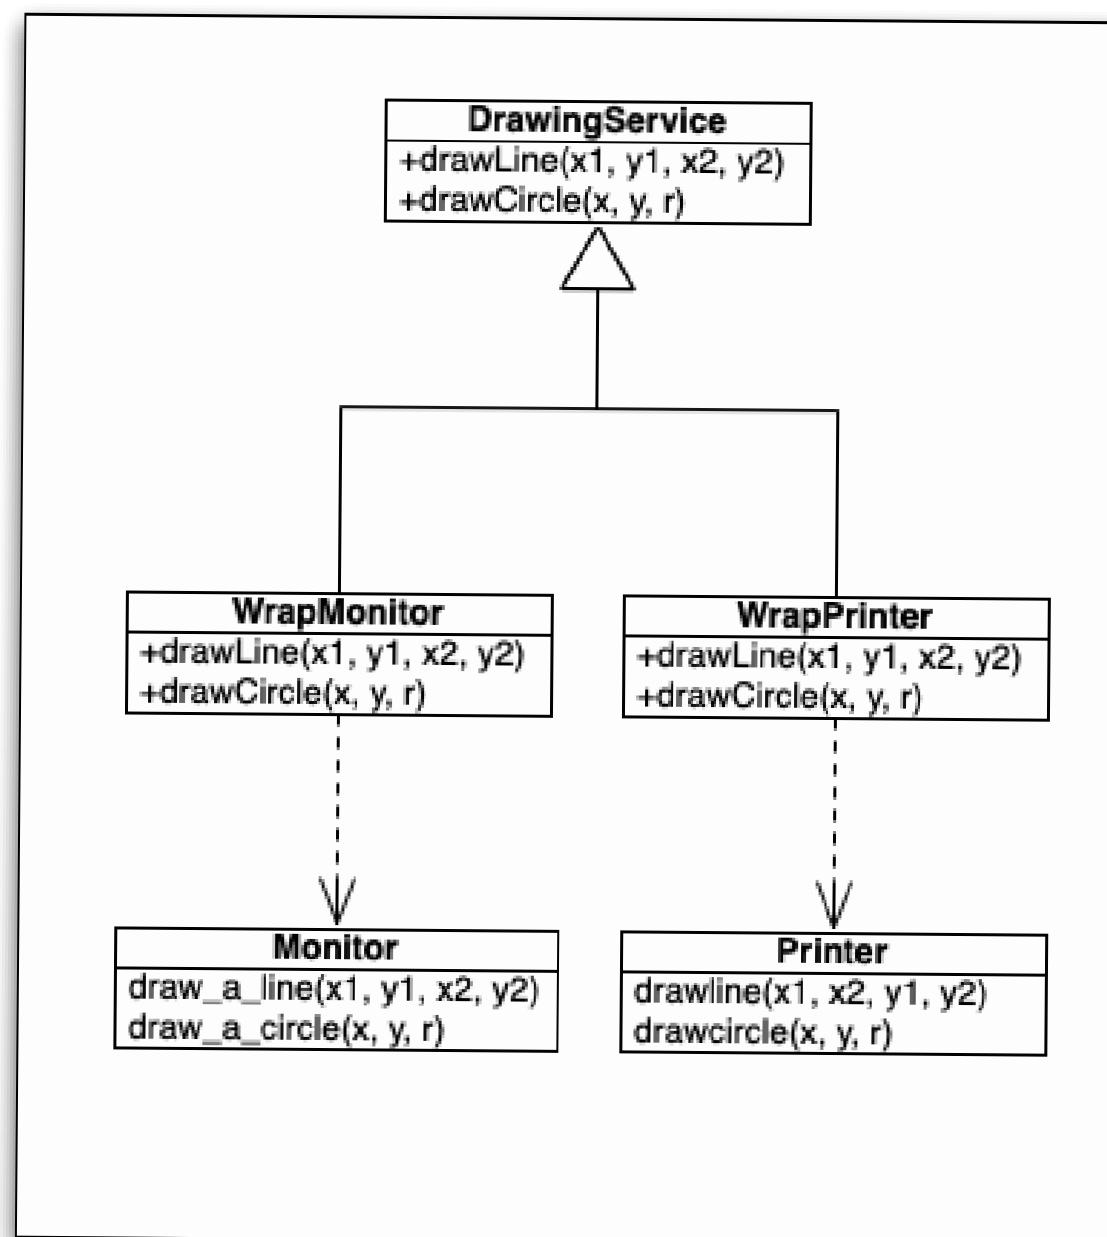 DrawingService
+drawLine(x1, y1, x2, y2)
+drawCircle(x, y, r)
WrapMonitor
+drawLine(x1, y1, x2, y2)
+drawCircle(x, y, r)
WrapPrinter
+drawLine(x1, y1, x2, y2)
+drawCircle(x, y, r)
Monitor
draw_a_line(x1, y1, x2, y2)
draw_a_circle(x, y, r)
Printer
drawline(x1, x2, y1, y2)
drawcircle(x, y, r)